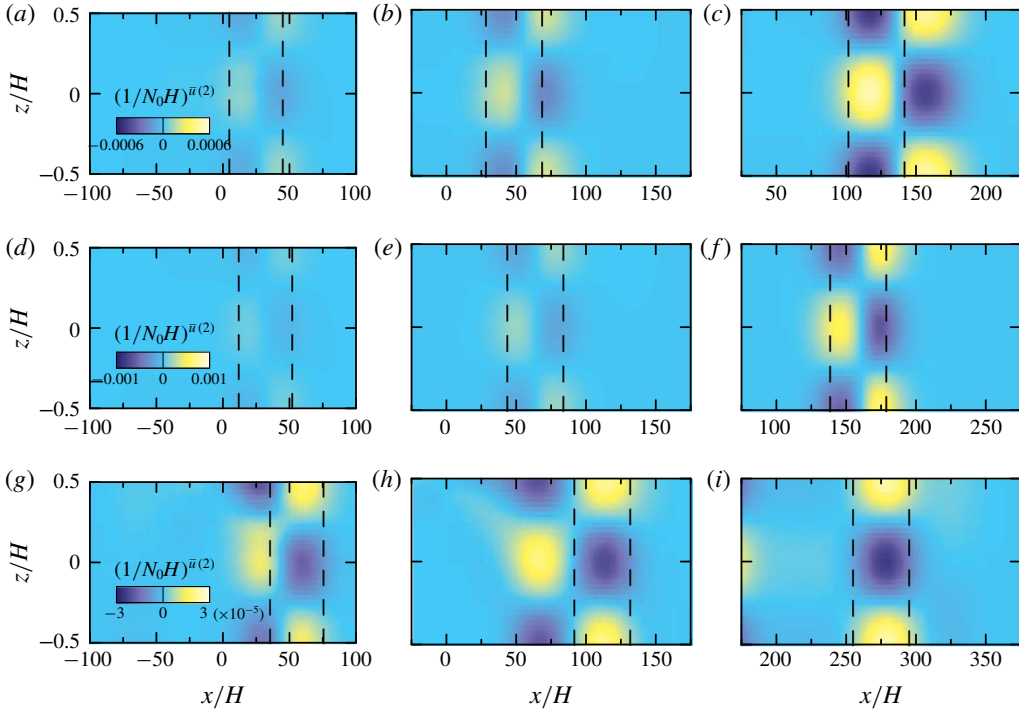 (a) (b) (c)
0.5
z/H
0
−0.5
(1/N₀H)ū⁽²⁾
−0.0006 0 0.0006
−100 −50 0 50 100
0 50 100 150
50 100 150 200
(d) (e) (f)
0.5
z/H
0
−0.5
(1/N₀H)ū⁽²⁾
−0.001 0 0.001
−100 −50 0 50 100
0 50 100 150
100 150 200 250
(g) (h) (i)
0.5
z/H
0
−0.5
(1/N₀H)ū⁽²⁾
−3 0 3 (×10⁻⁵)
−100 −50 0 50 100
0 50 100 150
200 250 300 350
x/H x/H x/H